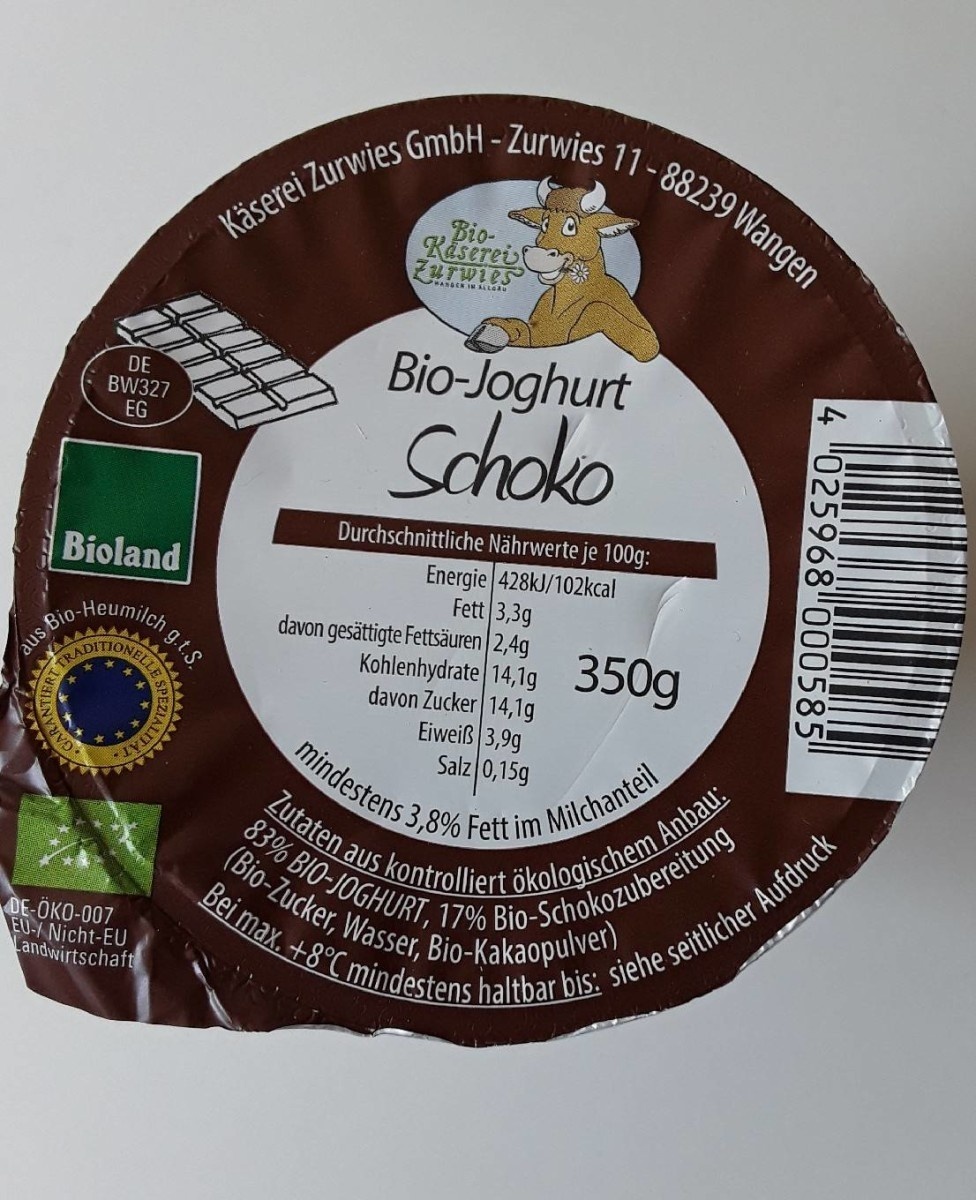 Käserei Zurwies GmbH - Zurwies 11 - 88239 Wangen
Bio-
Käserei
Zurwies
WANGEN IM ALLGÄU
DE
BW327
EG
Bio-Joghurt
Schoko
Bioland
Durchschnittliche Nährwerte je 100g:
Energie 428kJ/102kcal
Fett 3,3g
davon gesättigte Fettsäuren 2,4g
Kohlenhydrate 14,1g
davon Zucker 14,1g
Eiweiß 3,9g
Salz 0,15g
350g
4 025968 000585
aus Bio-Heumilch g.t.S.
GARANTIERT TRADITIONELLE SPEZIALITÄT
mindestens 3,8% Fett im Milchanteil
Zutaten aus kontrolliert ökologischem Anbau:
83% BIO-JOGHURT, 17% Bio-Schokozubereitung
(Bio-Zucker, Wasser, Bio-Kakaopulver)
Bei max. +8°C mindestens haltbar bis: siehe seitlicher Aufdruck
DE-ÖKO-007
EU-/ Nicht-EU
Landwirtschaft